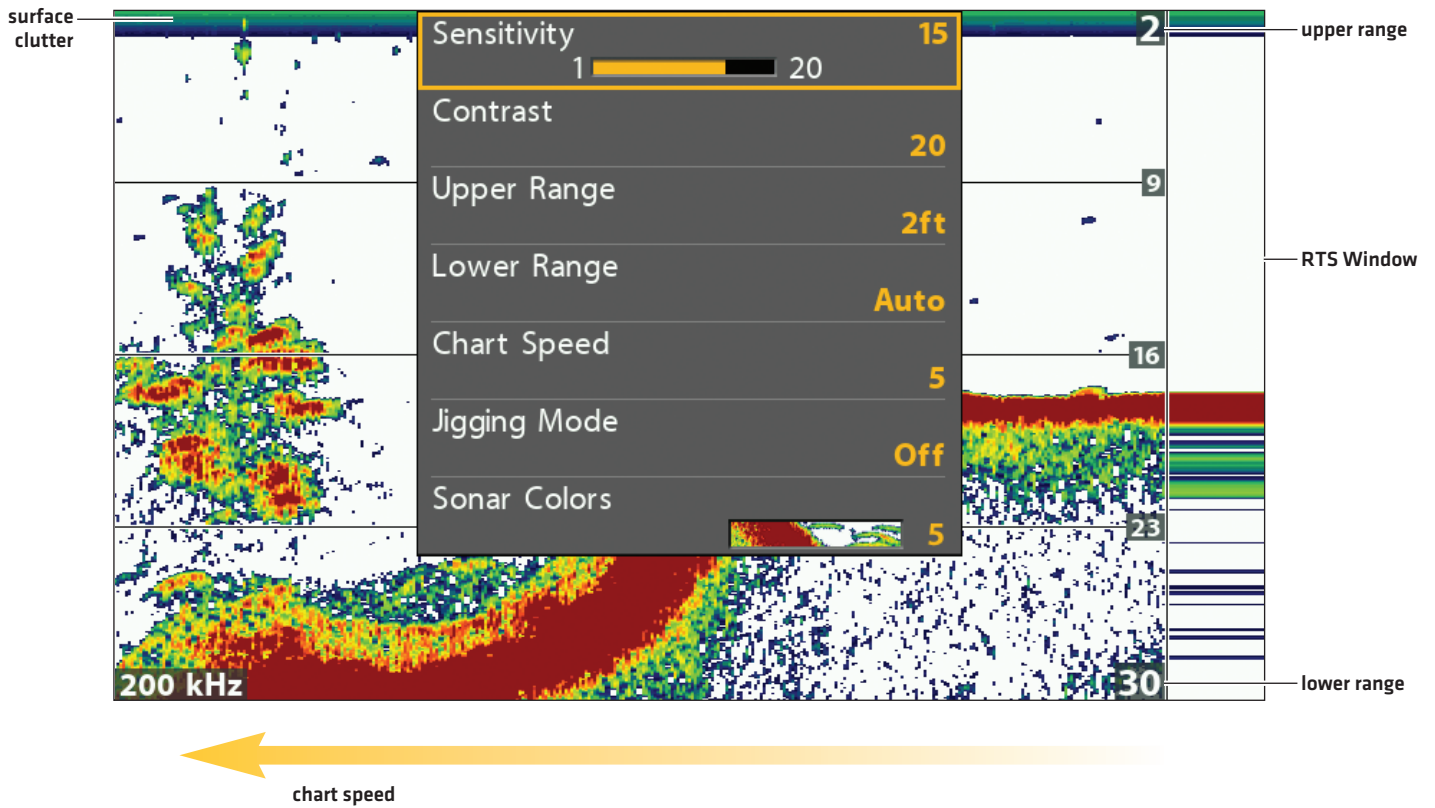 surface
clutter
Sensitivity 15
1 20
2
upper range
Contrast
20
Upper Range
2ft
9
Lower Range
Auto
RTS Window
Chart Speed
5
16
Jigging Mode
Off
Sonar Colors
5
23
200 kHz
30
lower range
chart speed